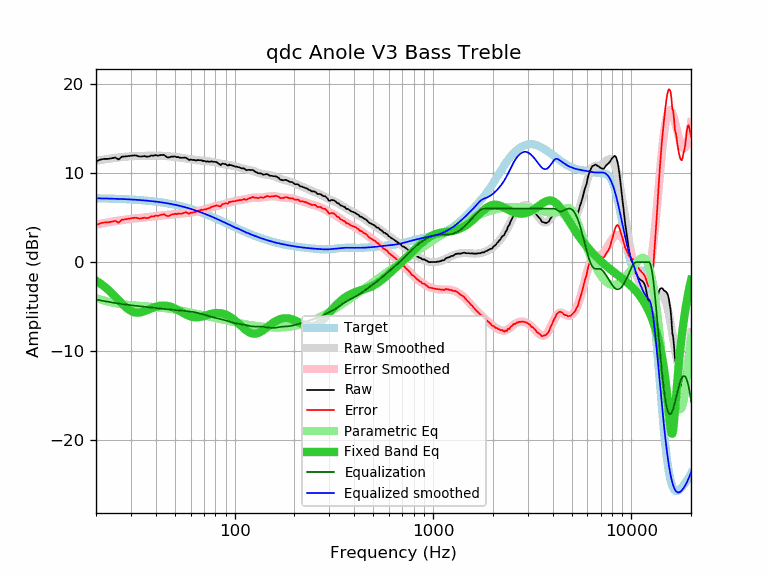 qdc Anole V3 Bass Treble
20
10
0
−10
−20
Amplitude (dBr)
Target
Raw Smoothed
Error Smoothed
Raw
Error
Parametric Eq
Fixed Band Eq
Equalization
Equalized smoothed
100
1000
10000
Frequency (Hz)